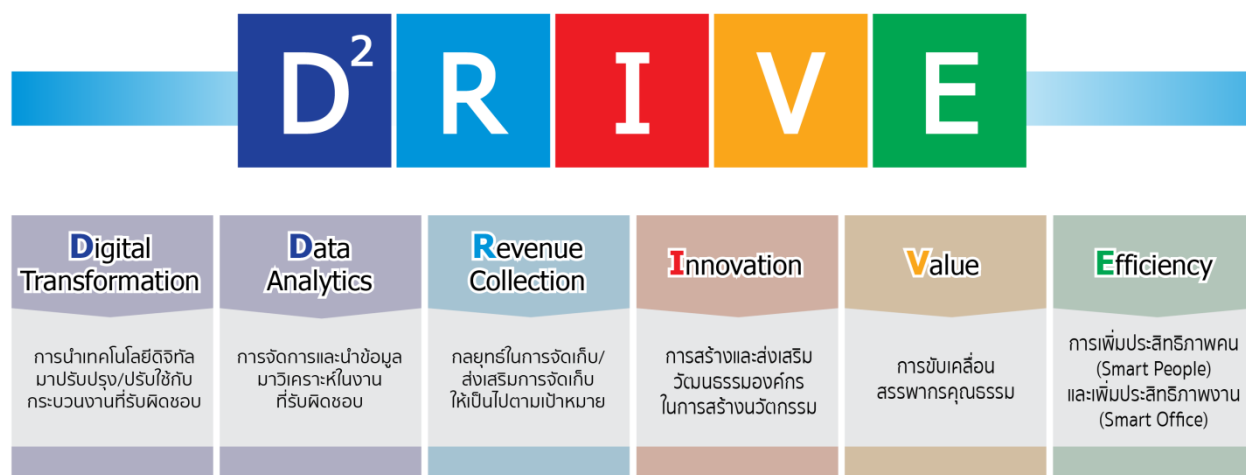 D² R I V E
Digital
Transformation
การนำเทคโนโลยีดิจิทัล
มาปรับปรุง/ปรับใช้กับ
กระบวนงานที่รับผิดชอบ
Data
Analytics
การจัดการและนำข้อมูล
มาวิเคราะห์ในงาน
ที่รับผิดชอบ
Revenue
Collection
กลยุทธ์ในการจัดเก็บ/
ส่งเสริมการจัดเก็บ
ให้เป็นไปตามเป้าหมาย
Innovation
การสร้างและส่งเสริม
วัฒนธรรมองค์กร
ในการสร้างนวัตกรรม
Value
การขับเคลื่อน
สรรพากรคุณธรรม
Efficiency
การเพิ่มประสิทธิภาพคน
(Smart People)
และเพิ่มประสิทธิภาพงาน
(Smart Office)